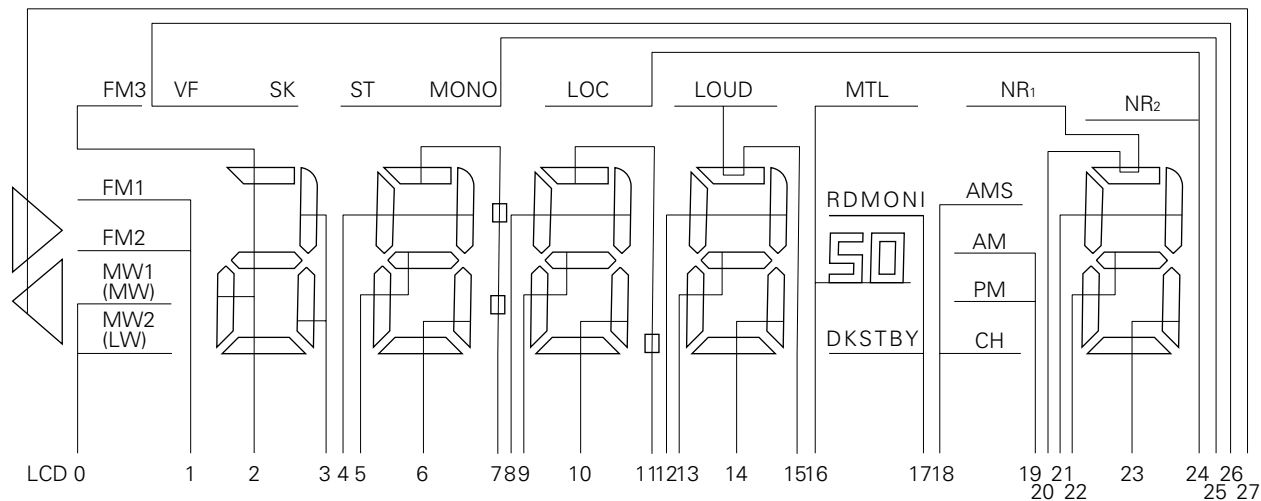 FM3 VF SK ST MONO LOC LOUD MTL NR1 NR2
FM1
FM2
MW1
(MW)
MW2
(LW)
RDMONI
50
DKSTBY
AMS
AM
PM
CH
LCD 0 1 2 3 4 5 6 7 8 9 10 11 12 13 14 15 16 17 18 19 20 21 22 23 24 25 26 27